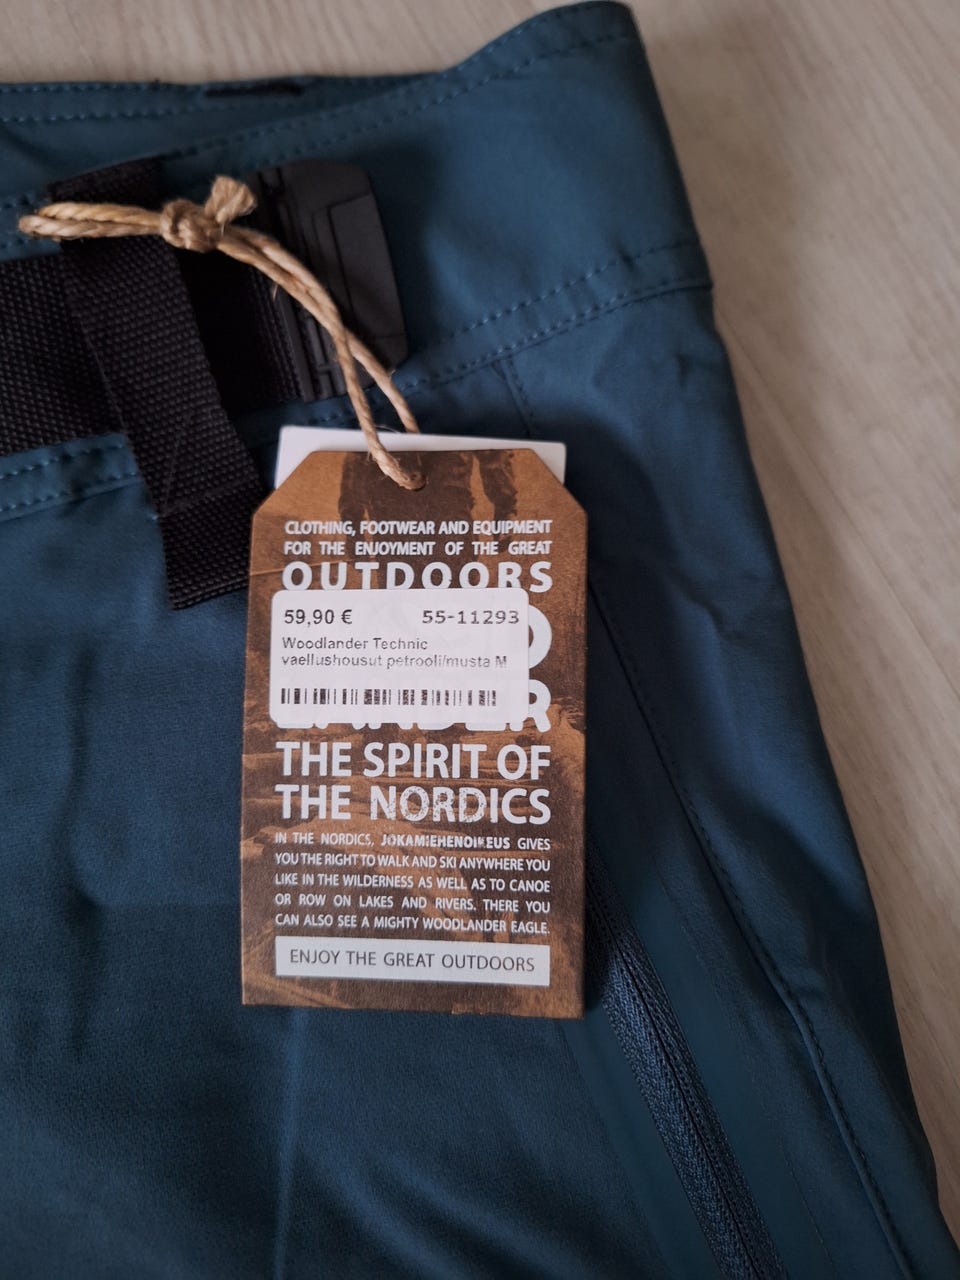 CLOTHING, FOOTWEAR AND EQUIPMENT
FOR THE ENJOYMENT OF THE GREAT
OUTDOORS
59,90 € 55-11293
Woodlander Technic
vaellushousut petrooli/musta M
THE SPIRIT OF
THE NORDICS
IN THE NORDICS, JOKAMIEHENOIKEUS GIVES
YOU THE RIGHT TO WALK AND SKI ANYWHERE YOU
LIKE IN THE WILDERNESS AS WELL AS TO CANOE
OR ROW ON LAKES AND RIVERS. THERE YOU
CAN ALSO SEE A MIGHTY WOODLANDER EAGLE.
ENJOY THE GREAT OUTDOORS